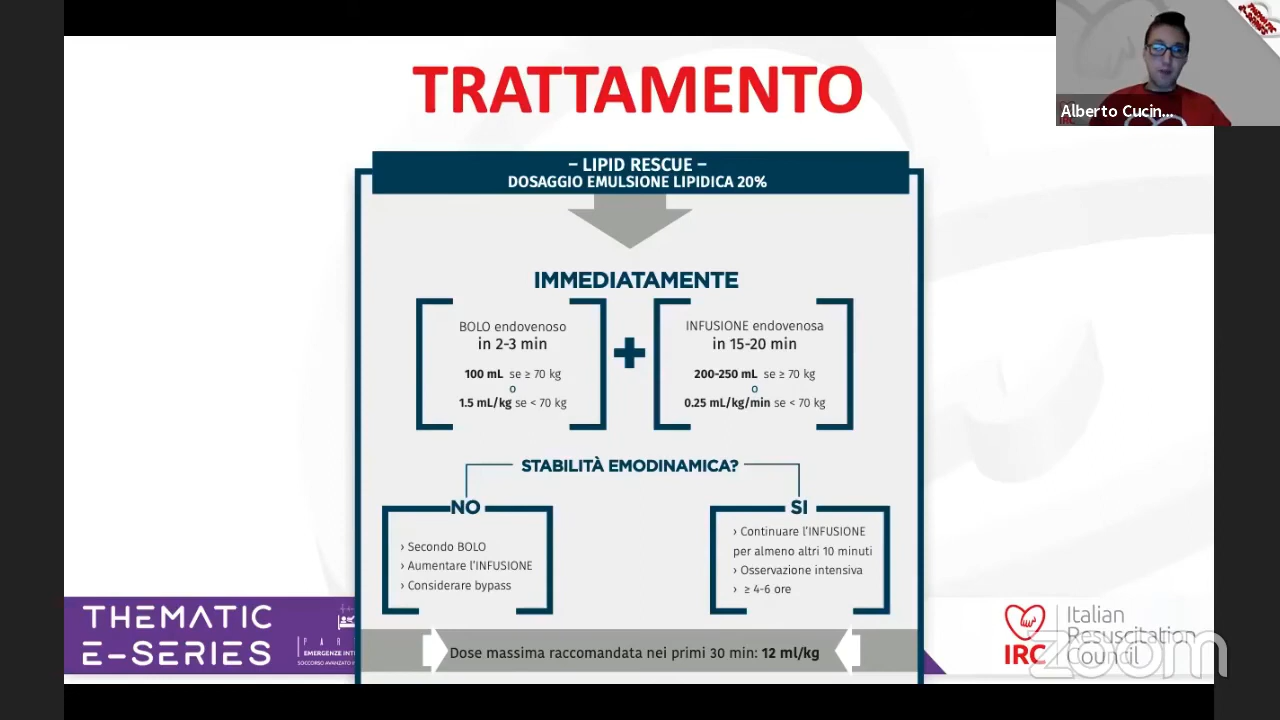 Alberto Cucin...
TRATTAMENTO
– LIPID RESCUE –
DOSAGGIO EMULSIONE LIPIDICA 20%
IMMEDIATAMENTE
BOLO endovenoso
in 2-3 min
100 mL se ≥ 70 kg
o
1.5 mL/kg se < 70 kg
INFUSIONE endovenosa
in 15-20 min
200-250 mL se ≥ 70 kg
o
0.25 mL/kg/min se < 70 kg
STABILITÀ EMODINAMICA?
NO
› Secondo BOLO
› Aumentare l'INFUSIONE
› Considerare bypass
SI
› Continuare l'INFUSIONE
per almeno altri 10 minuti
› Osservazione intensiva
› ≥ 4-6 ore
Dose massima raccomandata nei primi 30 min: 12 ml/kg
THEMATIC
E-SERIES
EMERGENZE
SOCCORSO AVANZATO
IRC
Italian
Resuscitation
Council
zoom